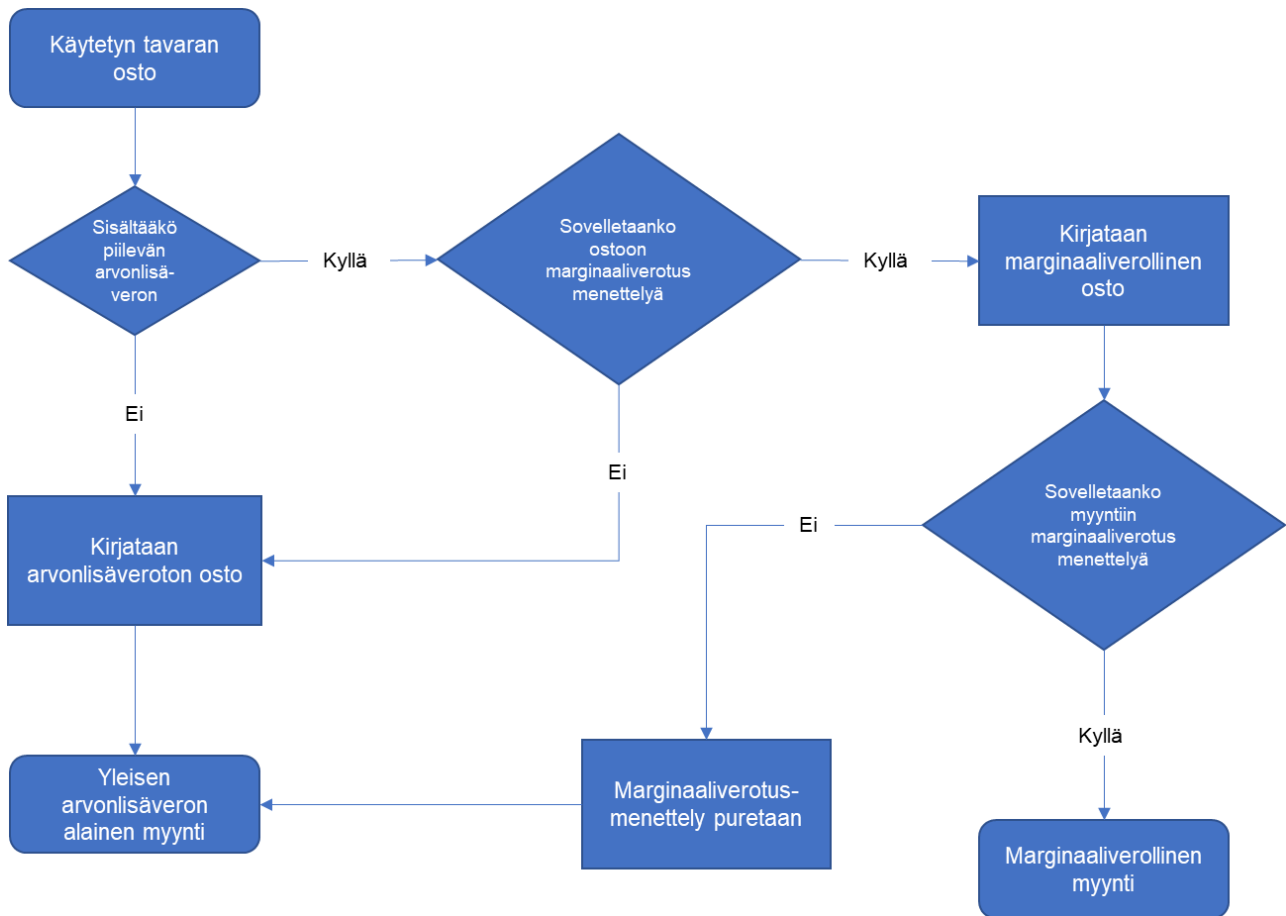 Käytetyn tavaran
osto
Sisältääkö
piilevän
arvonlisä-
veron
Kyllä
Sovelletaanko
ostoon
marginaaliverotus
menettelyä
Kyllä
Kirjataan
marginaaliverollinen
osto
Ei
Ei
Kirjataan
arvonlisäveroton osto
Ei
Sovelletaanko
myyntiin
marginaaliverotus
menettelyä
Kyllä
Yleisen
arvonlisäveron
alainen myynti
Marginaaliverotus-
menettely puretaan
Marginaaliverollinen
myynti